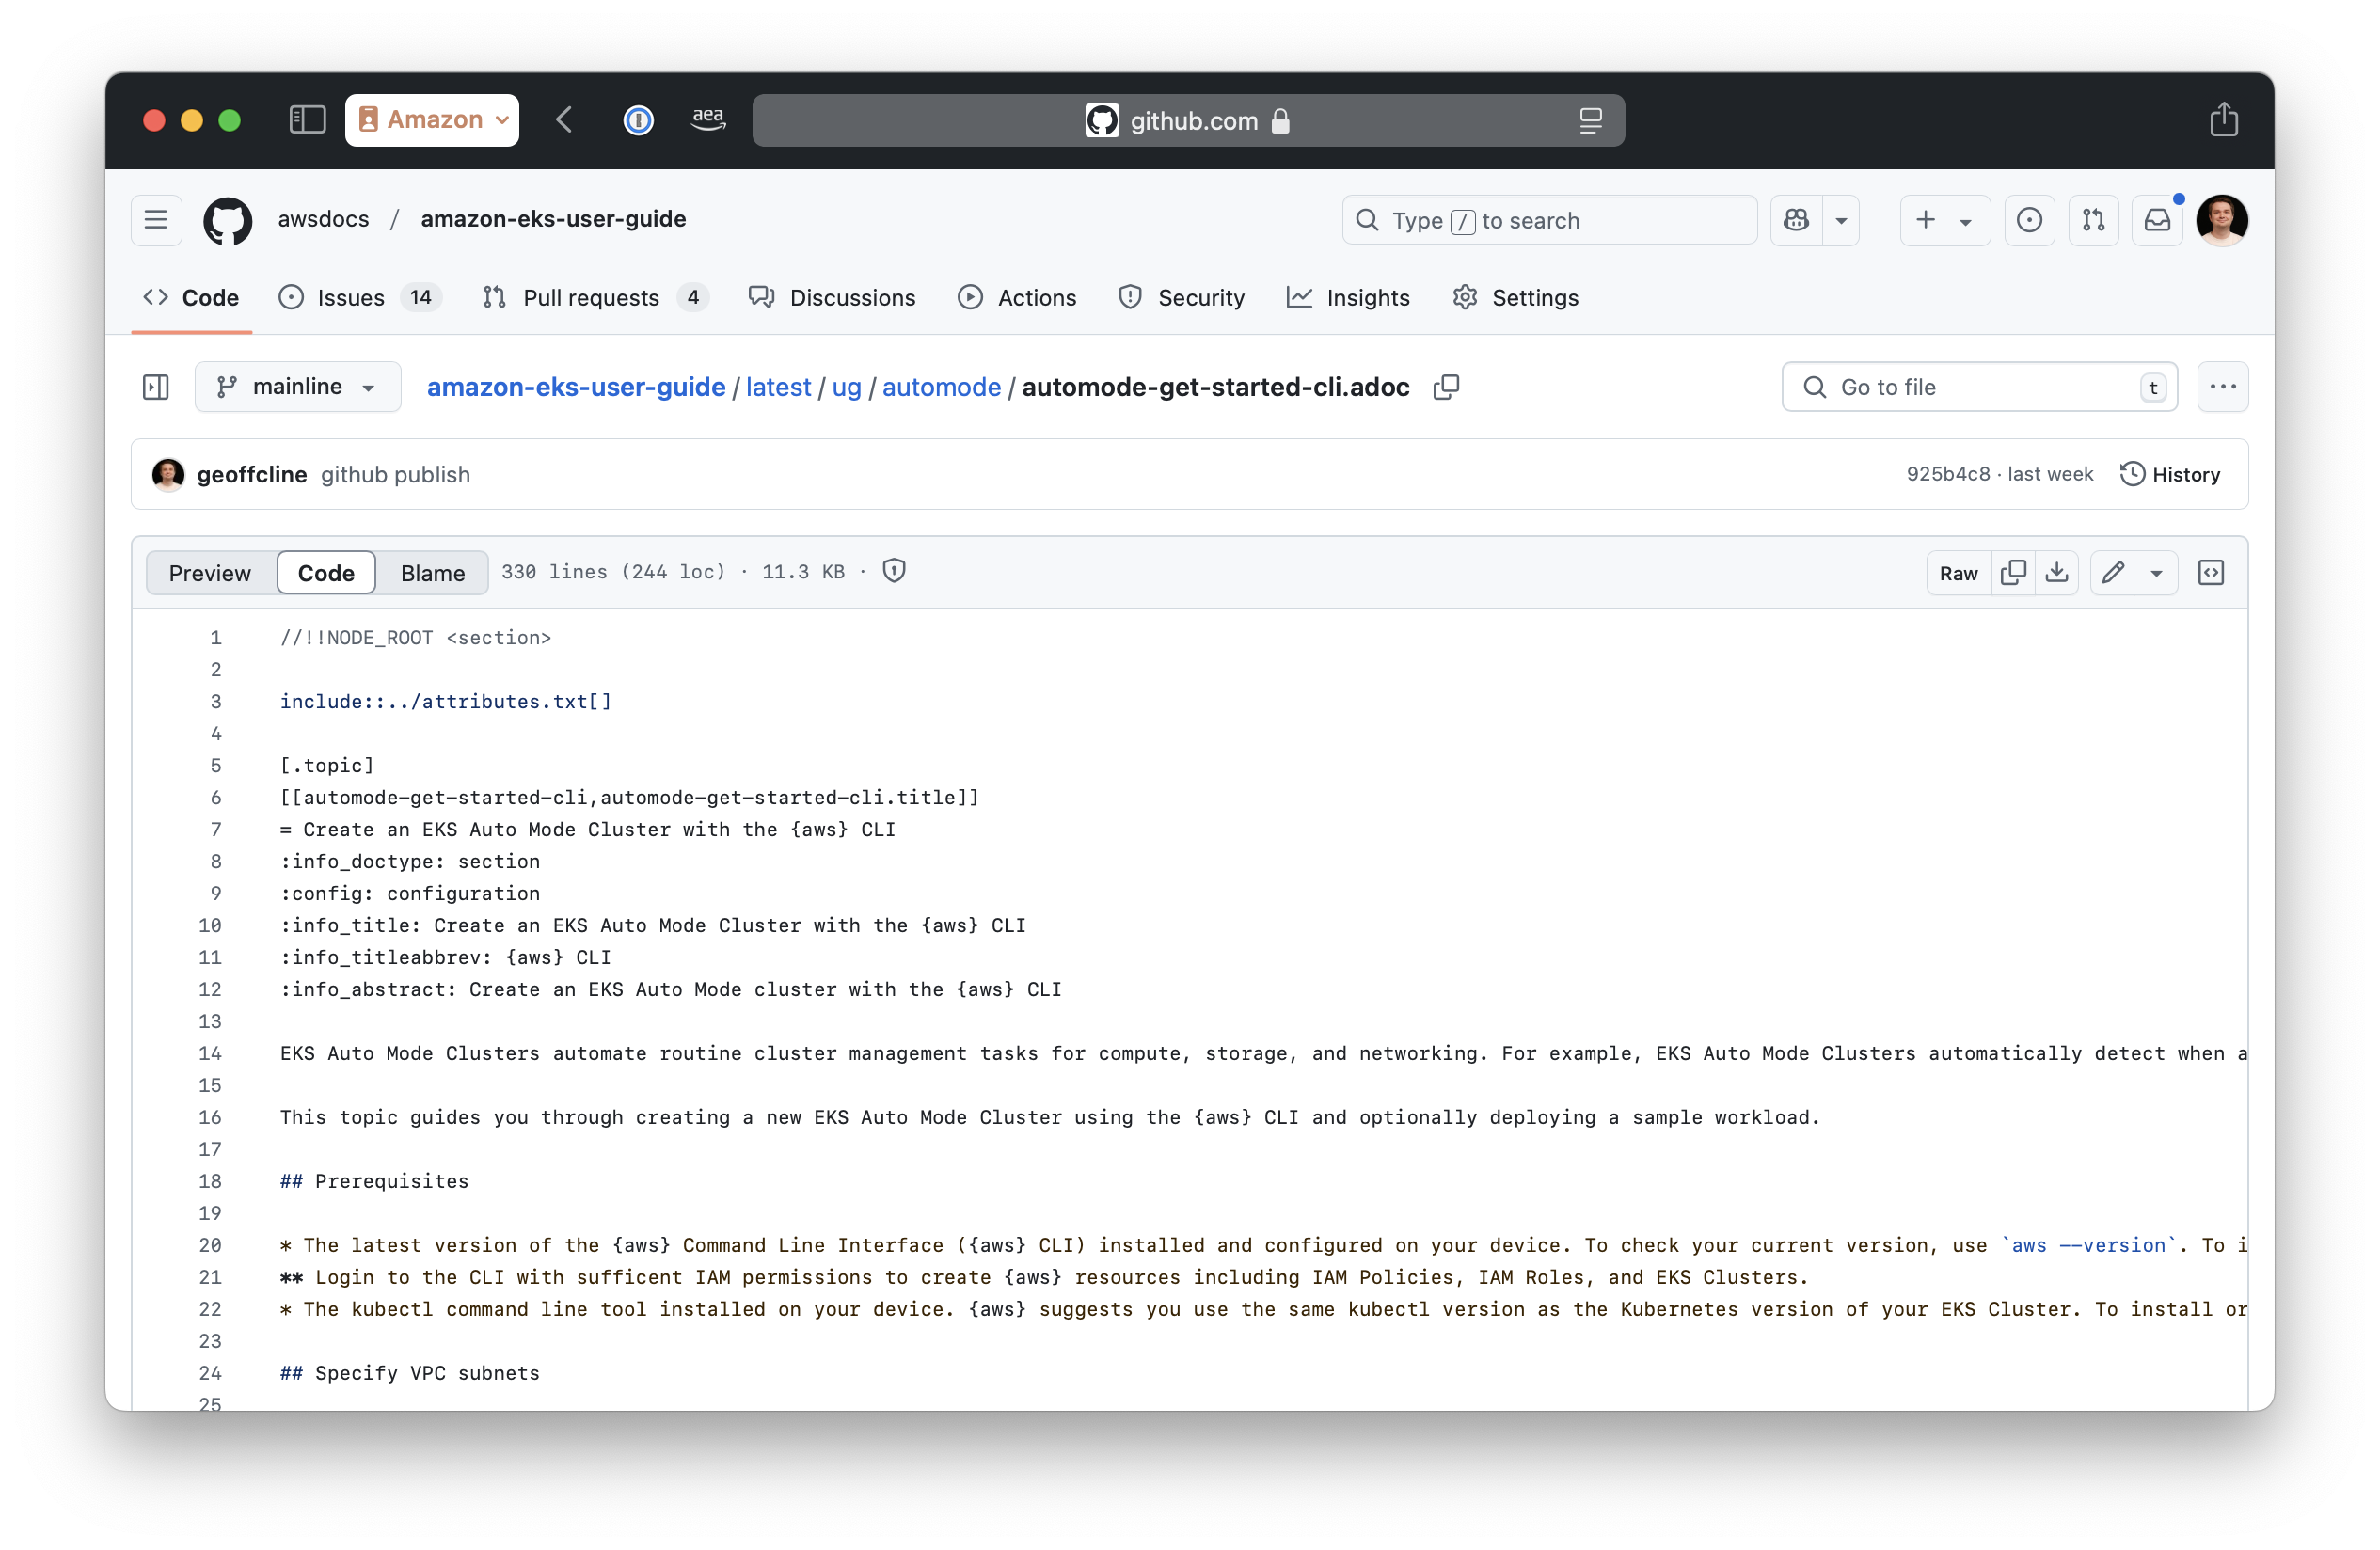 Amazon
aea
github.com
awsdocs / amazon-eks-user-guide
Type / to search
Code
Issues 14
Pull requests 4
Discussions
Actions
Security
Insights
Settings
mainline
amazon-eks-user-guide / latest / ug / automode / automode-get-started-cli.adoc
Go to file t
geoffcline github publish
925b4c8 · last week
History
Preview
Code
Blame
330 lines (244 loc) · 11.3 KB ·
Raw
1 //!!NODE_ROOT <section>
2
3 include::../attributes.txt[]
4
5 [.topic]
6 [[automode-get-started-cli,automode-get-started-cli.title]]
7 = Create an EKS Auto Mode Cluster with the {aws} CLI
8 :info_doctype: section
9 :config: configuration
10 :info_title: Create an EKS Auto Mode Cluster with the {aws} CLI
11 :info_titleabbrev: {aws} CLI
12 :info_abstract: Create an EKS Auto Mode cluster with the {aws} CLI
13
14 EKS Auto Mode Clusters automate routine cluster management tasks for compute, storage, and networking. For example, EKS Auto Mode Clusters automatically detect when a
15
16 This topic guides you through creating a new EKS Auto Mode Cluster using the {aws} CLI and optionally deploying a sample workload.
17
18 ## Prerequisites
19
20 * The latest version of the {aws} Command Line Interface ({aws} CLI) installed and configured on your device. To check your current version, use `aws --version`. To i
21 ** Login to the CLI with sufficent IAM permissions to create {aws} resources including IAM Policies, IAM Roles, and EKS Clusters.
22 * The kubectl command line tool installed on your device. {aws} suggests you use the same kubectl version as the Kubernetes version of your EKS Cluster. To install or
23
24 ## Specify VPC subnets
25